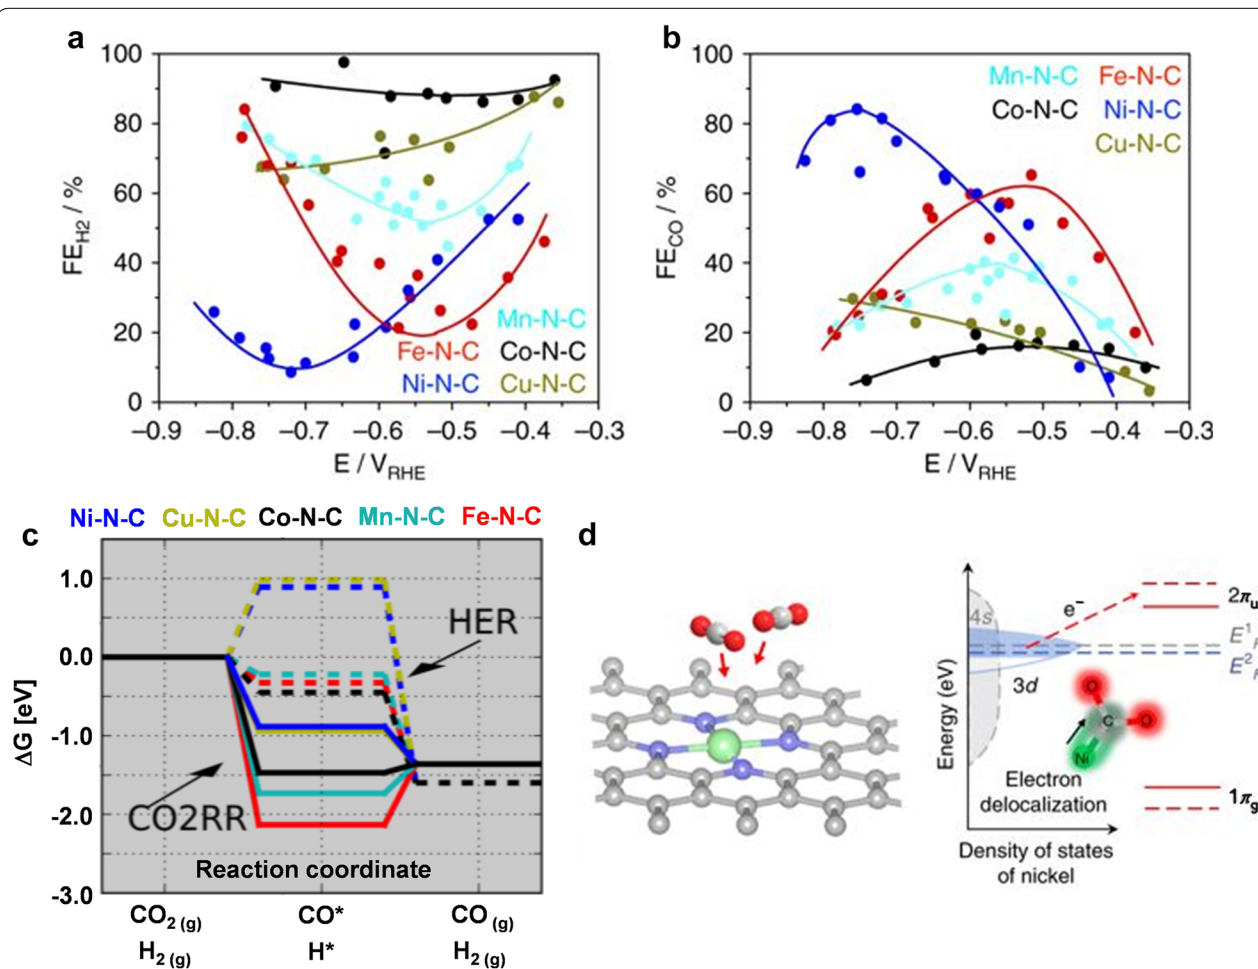 a
100
80
60
40
20
0
FE_H2 / %
Mn-N-C
Fe-N-C Co-N-C
Ni-N-C Cu-N-C
–0.9 –0.8 –0.7 –0.6 –0.5 –0.4 –0.3
E / V_RHE
b
100
80
60
40
20
0
FE_CO / %
Mn-N-C Fe-N-C
Co-N-C Ni-N-C
Cu-N-C
–0.9 –0.8 –0.7 –0.6 –0.5 –0.4 –0.3
E / V_RHE
Ni-N-C Cu-N-C Co-N-C Mn-N-C Fe-N-C
c
1.0
0.0
-1.0
-2.0
-3.0
ΔG [eV]
HER
CO2RR
Reaction coordinate
CO₂ (g) CO* CO (g)
H₂ (g) H* H₂ (g)
d
Energy (eV)
4s
3d
e⁻
2π_u
E¹
E²
O
C
O
Ni
Electron
delocalization
1π_g
Density of states
of nickel